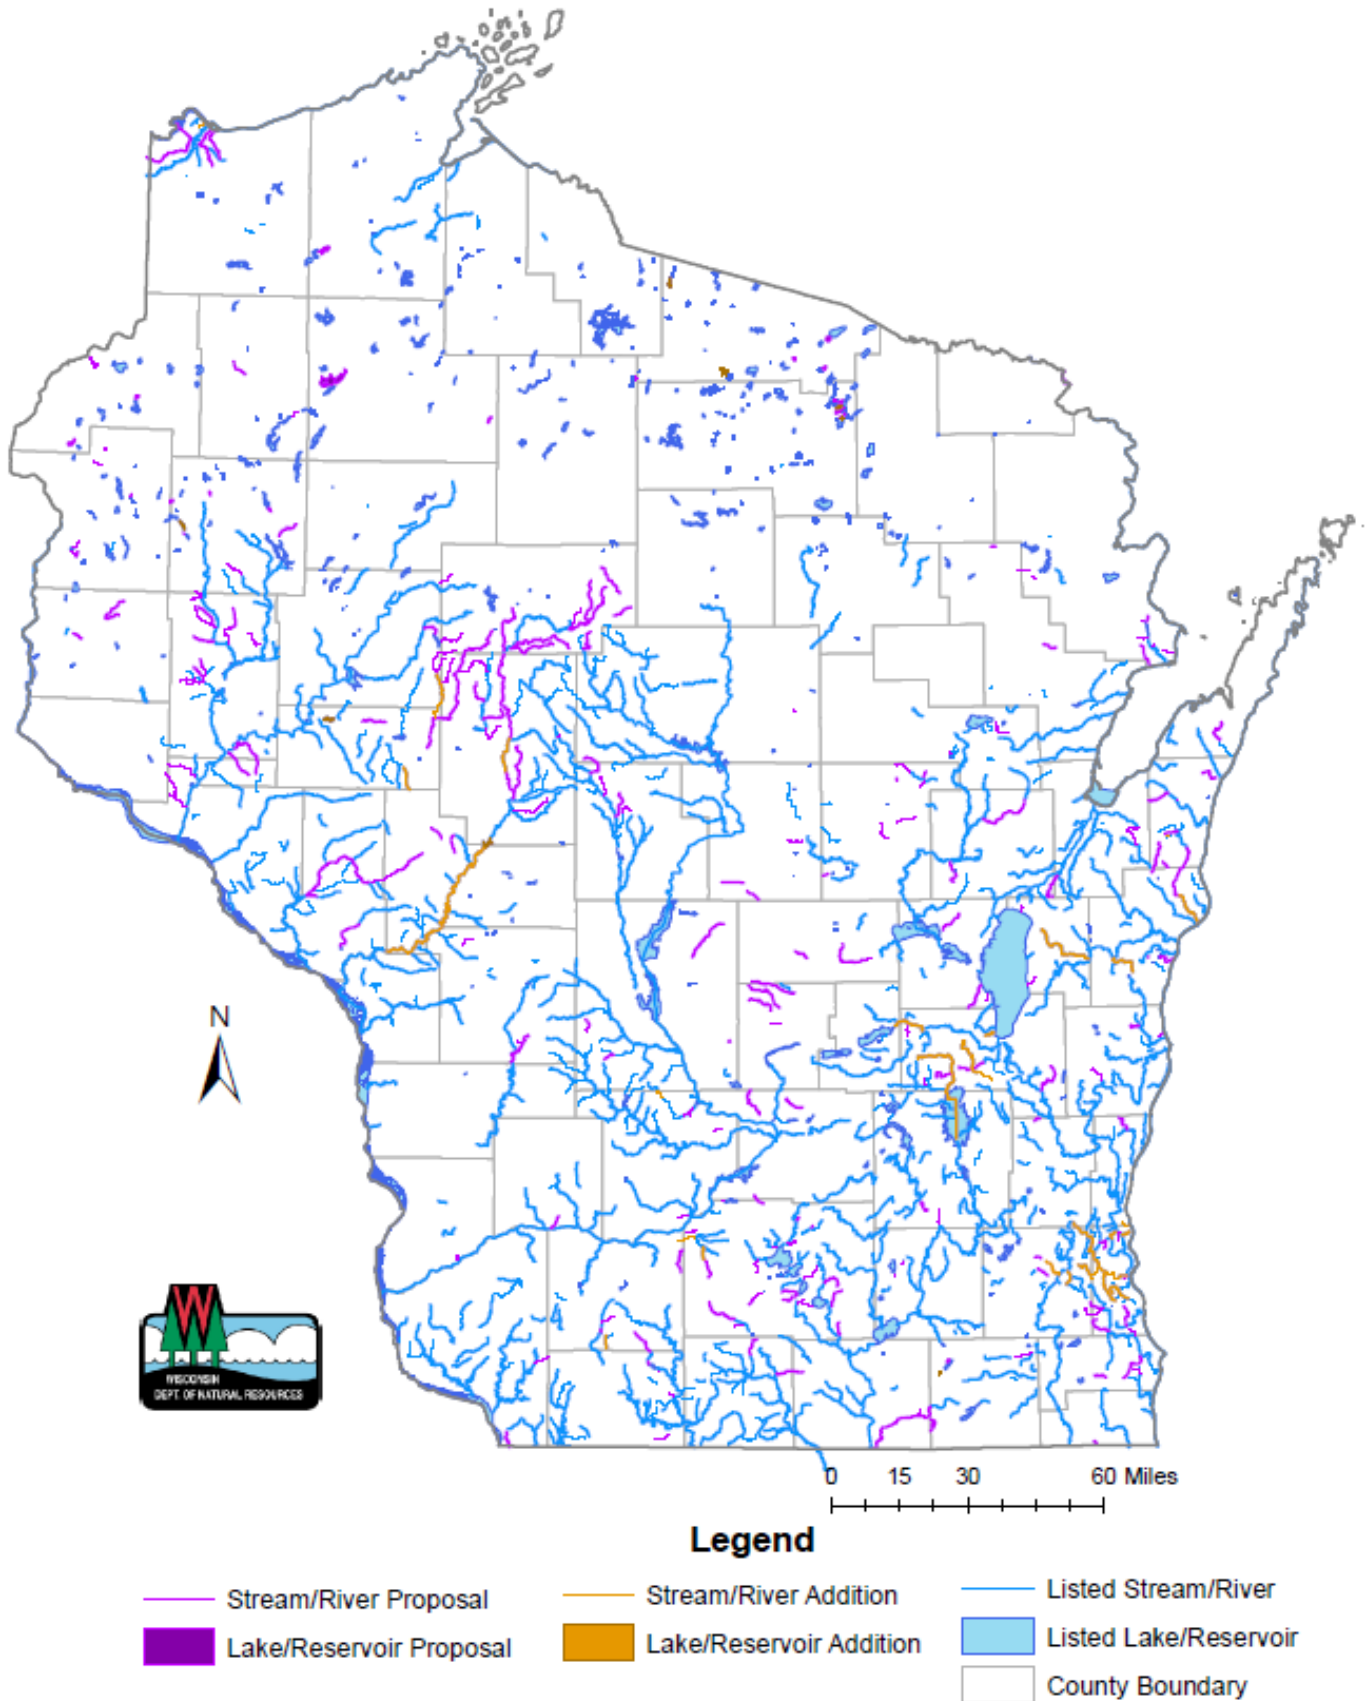 N
W
WISCONSIN
DEPT. OF NATURAL RESOURCES
0 15 30 60 Miles
Legend
Stream/River Proposal Stream/River Addition Listed Stream/River
Lake/Reservoir Proposal Lake/Reservoir Addition Listed Lake/Reservoir
County Boundary